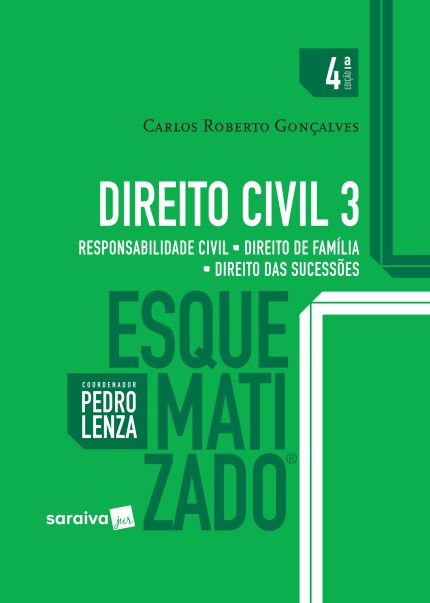 4ª
EDIÇÃO
CARLOS ROBERTO GONÇALVES
DIREITO CIVIL 3
RESPONSABILIDADE CIVIL ▪ DIREITO DE FAMÍLIA
▪ DIREITO DAS SUCESSÕES
ESQUE
MATI
ZADO®
COORDENADOR
PEDRO
LENZA
saraiva jur